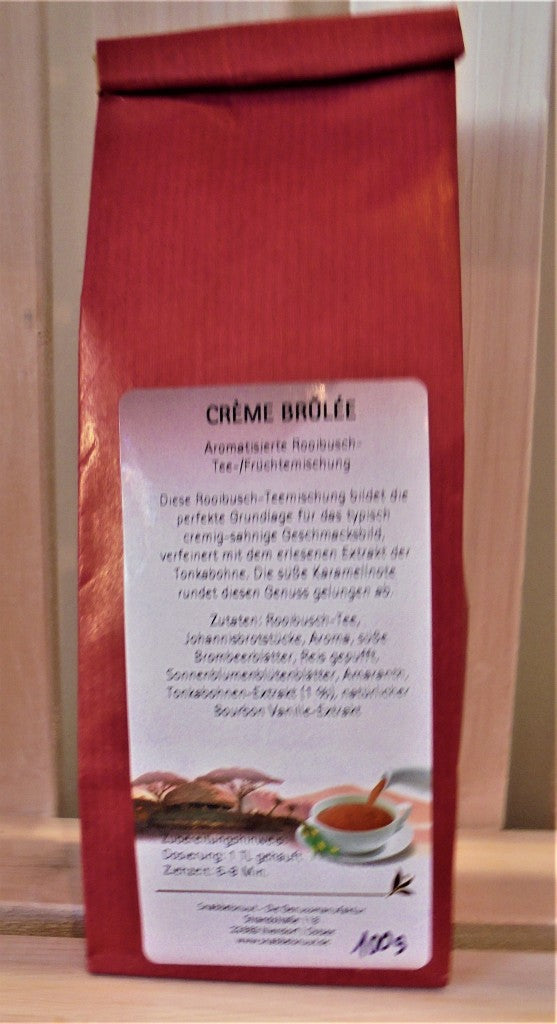 CRÈME BRÛLÉE
Aromatisierte Rooibusch-
Tee-/Früchtemischung
Diese Rooibusch-Teemischung bildet die
perfekte Grundlage für das typisch
cremig-sahnige Geschmacksbild,
verfeinert mit dem erlesenen Extrakt der
Tonkabohne. Die süße Karamellnote
rundet diesen Genuss gelungen ab.
Zutaten: Rooibusch-Tee,
Johannisbrotstücke, Aroma, süße
Brombeerblätter, Reis gepufft,
Sonnenblumenblütenblätter, Amaranth,
Tonkabohnen-Extrakt (1 %), natürlicher
Bourbon Vanille-Extrakt
Zubereitungshinweis:
Dosierung: 1 TL gehäuft
Ziehzeit: 6-8 Min.
100g